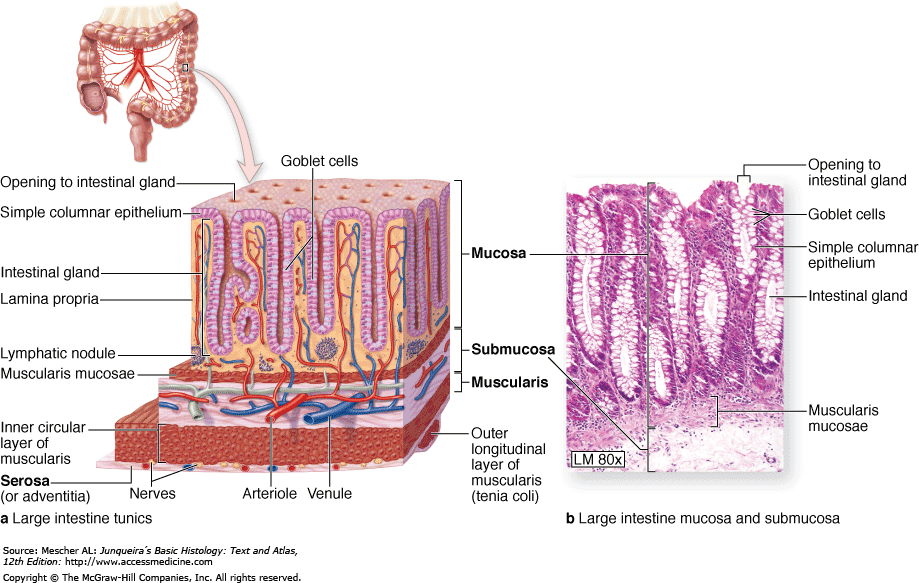 Goblet cells
Opening to intestinal gland
Simple columnar epithelium
Intestinal gland
Lamina propria
Lymphatic nodule
Muscularis mucosae
Inner circular
layer of
muscularis
Serosa
(or adventitia)
Nerves
Arteriole
Venule
Mucosa
Submucosa
Muscularis
Outer
longitudinal
layer of
muscularis
(tenia coli)
a Large intestine tunics
Opening to
intestinal gland
Goblet cells
Simple columnar
epithelium
Intestinal gland
Muscularis
mucosae
LM 80x
b Large intestine mucosa and submucosa
Source: Mescher AL: Junqueira´s Basic Histology: Text and Atlas,
12th Edition: http://www.accessmedicine.com
Copyright © The McGraw-Hill Companies, Inc. All rights reserved.